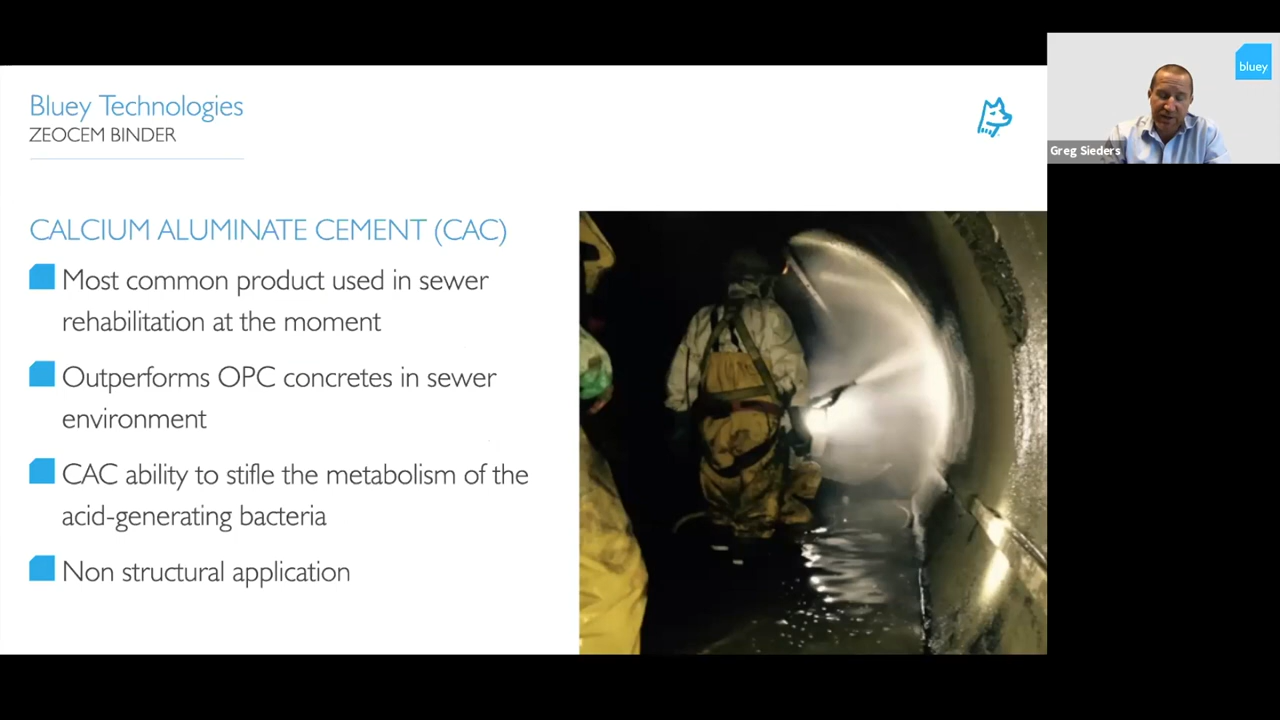 Bluey Technologies
ZEOCEM BINDER
bluey
Greg Sieders
CALCIUM ALUMINATE CEMENT (CAC)
Most common product used in sewer
rehabilitation at the moment
Outperforms OPC concretes in sewer
environment
CAC ability to stifle the metabolism of the
acid-generating bacteria
Non structural application